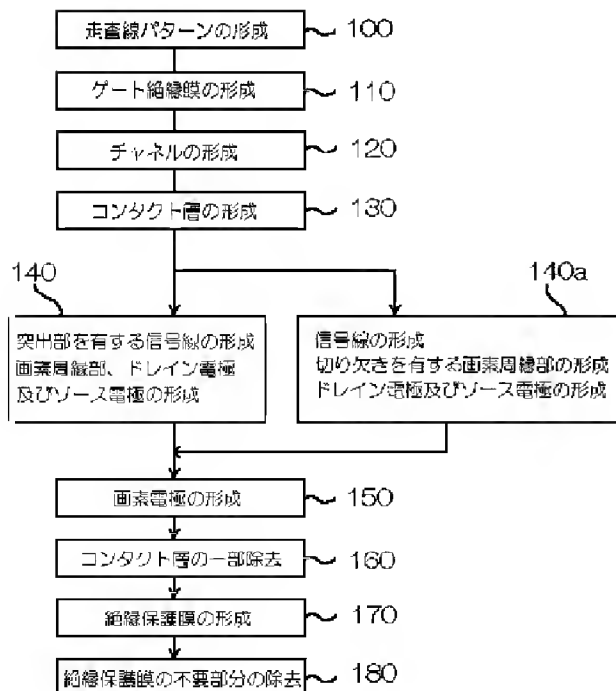 走査線パターンの形成 100
ゲート絶縁膜の形成 110
チャネルの形成 120
コンタクト層の形成 130
140
突出部を有する信号線の形成
画素周縁部、ドレイン電極
及びソース電極の形成
140a
信号線の形成
切り欠きを有する画素周縁部の形成
ドレイン電極及びソース電極の形成
画素電極の形成 150
コンタクト層の一部除去 160
絶縁保護膜の形成 170
絶縁保護膜の不要部分の除去 180